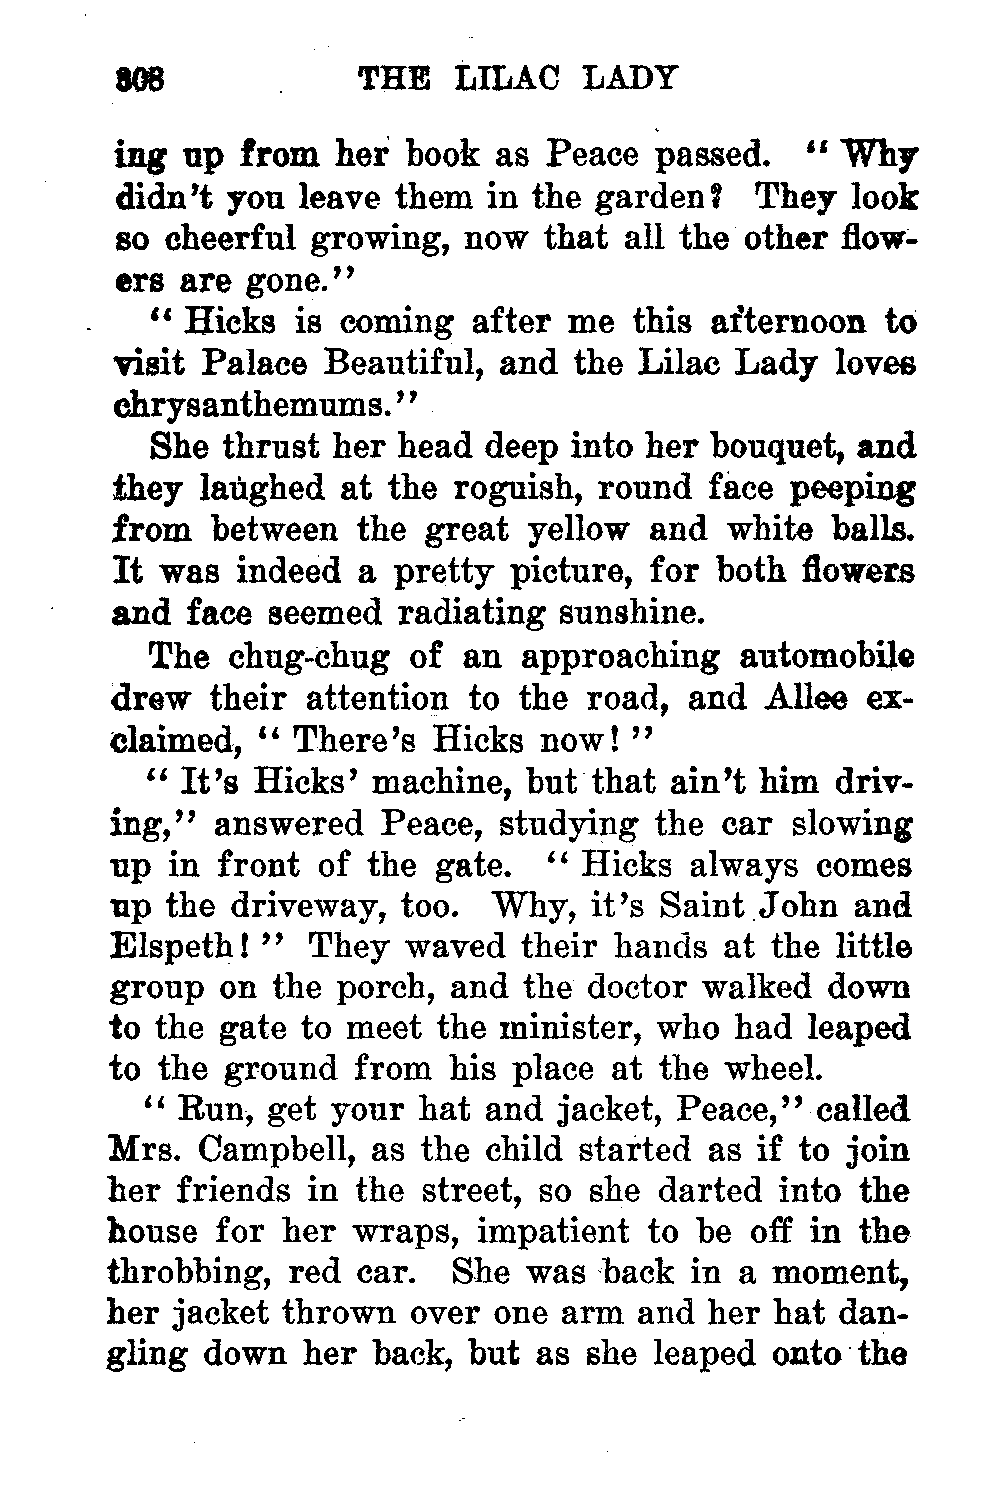 308 THE LILAC LADY
ing up from her book as Peace passed. "Why
didn't you leave them in the garden? They look
so cheerful growing, now that all the other flow-
ers are gone."
"Hicks is coming after me this afternoon to
visit Palace Beautiful, and the Lilac Lady loves
chrysanthemums."
She thrust her head deep into her bouquet, and
they laughed at the roguish, round face peeping
from between the great yellow and white balls.
It was indeed a pretty picture, for both flowers
and face seemed radiating sunshine.
The chug-chug of an approaching automobile
drew their attention to the road, and Allee ex-
claimed, "There's Hicks now!"
"It's Hicks' machine, but that ain't him driv-
ing," answered Peace, studying the car slowing
up in front of the gate. "Hicks always comes
up the driveway, too. Why, it's Saint John and
Elspeth!" They waved their hands at the little
group on the porch, and the doctor walked down
to the gate to meet the minister, who had leaped
to the ground from his place at the wheel.
"Run, get your hat and jacket, Peace," called
Mrs. Campbell, as the child started as if to join
her friends in the street, so she darted into the
house for her wraps, impatient to be off in the
throbbing, red car. She was back in a moment,
her jacket thrown over one arm and her hat dan-
gling down her back, but as she leaped onto the